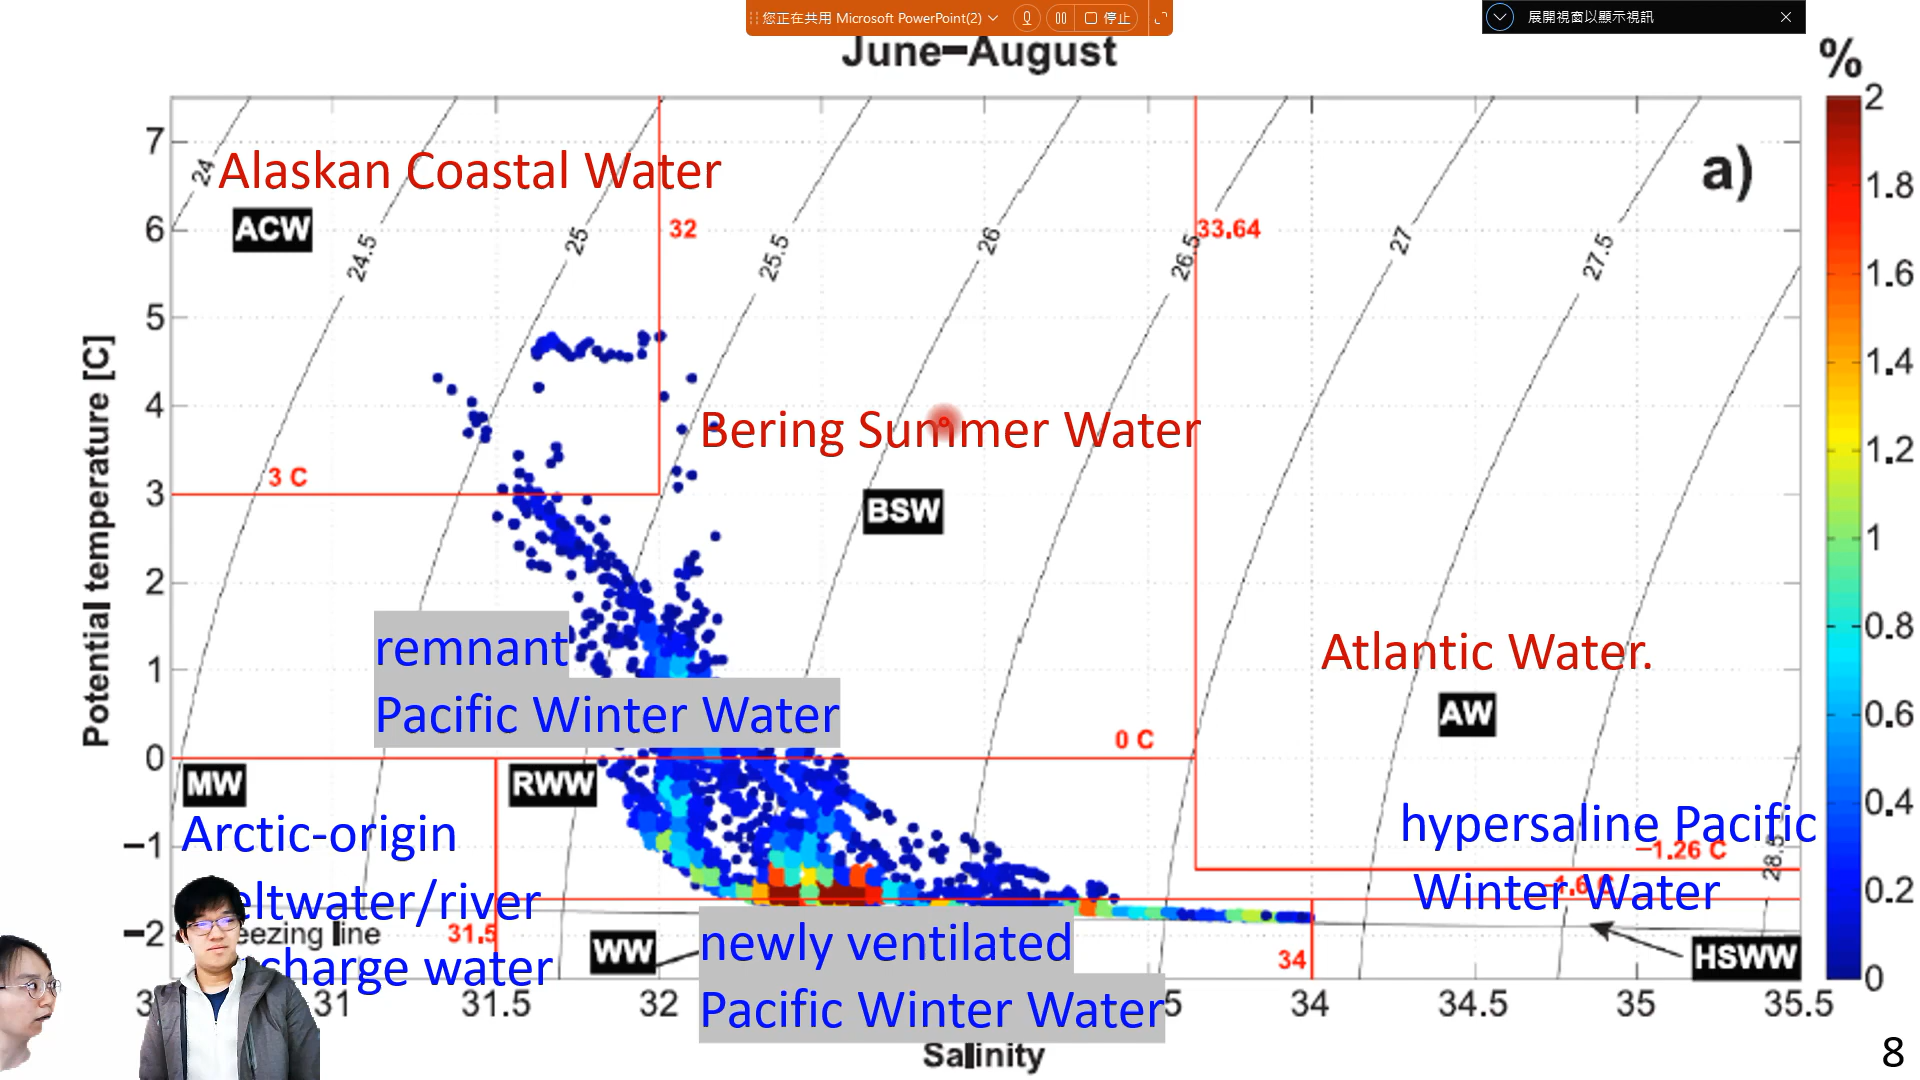 您正在共用 Microsoft PowerPoint(2)
停止
展開視窗以顯示視訊
June–August
%
2
1.8
1.6
1.4
1.2
1
0.8
0.6
0.4
0.2
0
a)
24
24.5
25
25.5
26
26.5
27
27.5
28.5
Alaskan Coastal Water
ACW
32
33.64
Bering Summer Water
3 C
BSW
remnant
Pacific Winter Water
Atlantic Water.
AW
0 C
MW
RWW
Arctic-origin
eltwater/river
charge water
hypersaline Pacific
Winter Water
−1.26 C
−1.6 C
eezing line
31.5
WW
newly ventilated
Pacific Winter Water
34
HSWW
Potential temperature [C]
7
6
5
4
3
2
1
0
−1
−2
31
31.5
32
34
34.5
35
35.5
Salinity
8